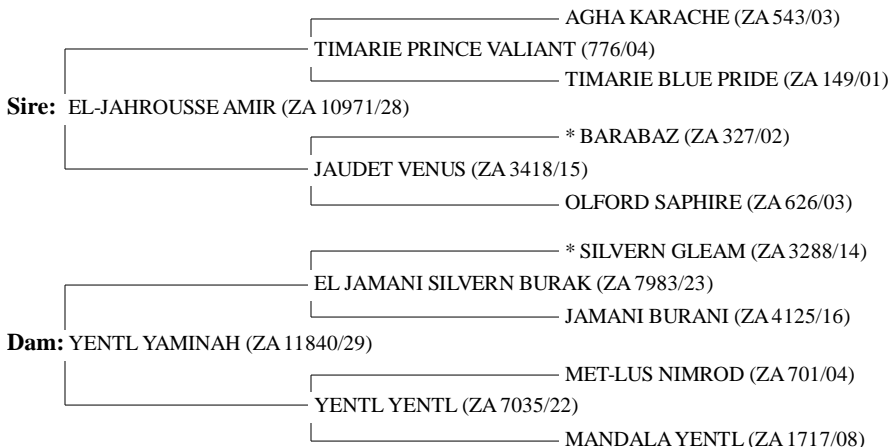 AGHA KARACHE (ZA 543/03)
TIMARIE PRINCE VALIANT (776/04)
TIMARIE BLUE PRIDE (ZA 149/01)
Sire: EL-JAHROUSSE AMIR (ZA 10971/28)
* BARABAZ (ZA 327/02)
JAUDET VENUS (ZA 3418/15)
OLFORD SAPHIRE (ZA 626/03)
* SILVERN GLEAM (ZA 3288/14)
EL JAMANI SILVERN BURAK (ZA 7983/23)
JAMANI BURANI (ZA 4125/16)
Dam: YENTL YAMINAH (ZA 11840/29)
MET-LUS NIMROD (ZA 701/04)
YENTL YENTL (ZA 7035/22)
MANDALA YENTL (ZA 1717/08)